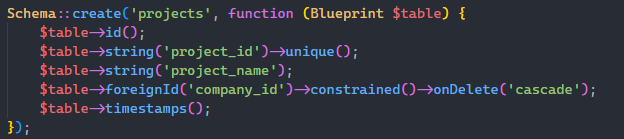 Schema::create('projects', function (Blueprint $table) {
    $table->id();
    $table->string('project_id')->unique();
    $table->string('project_name');
    $table->foreignId('company_id')->constrained()->onDelete('cascade');
    $table->timestamps();
});